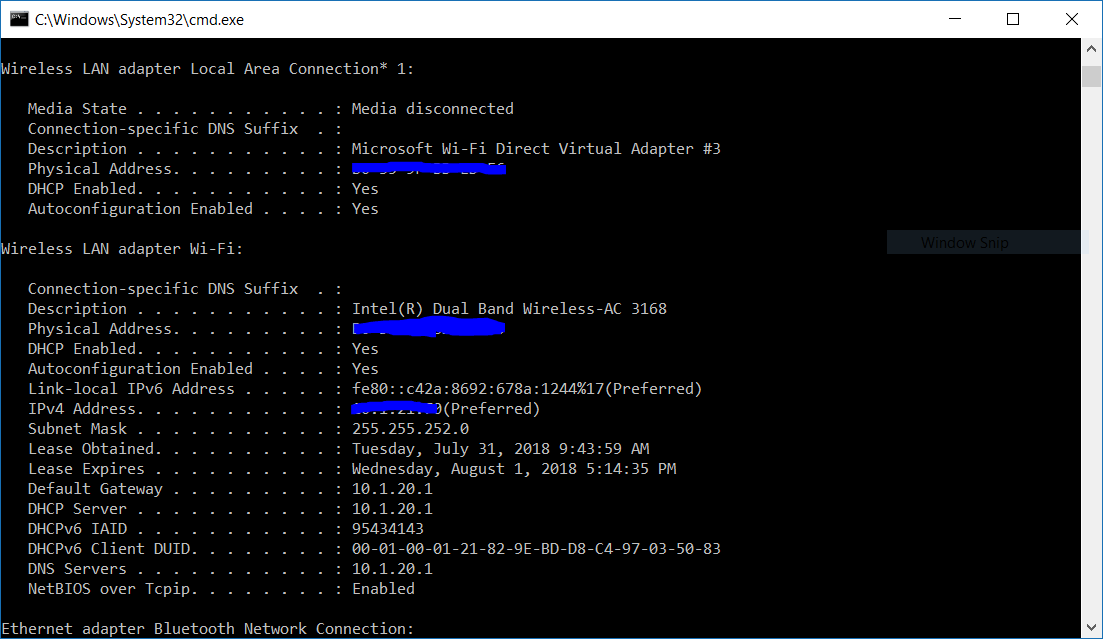 C:\Windows\System32\cmd.exe
Wireless LAN adapter Local Area Connection* 1:
Media State . . . . . . . . . . . : Media disconnected
Connection-specific DNS Suffix  . :
Description . . . . . . . . . . . : Microsoft Wi-Fi Direct Virtual Adapter #3
Physical Address. . . . . . . . . :
DHCP Enabled. . . . . . . . . . . : Yes
Autoconfiguration Enabled . . . . : Yes
Wireless LAN adapter Wi-Fi:
Window Snip
Connection-specific DNS Suffix  . :
Description . . . . . . . . . . . : Intel(R) Dual Band Wireless-AC 3168
Physical Address. . . . . . . . . :
DHCP Enabled. . . . . . . . . . . : Yes
Autoconfiguration Enabled . . . . : Yes
Link-local IPv6 Address . . . . . : fe80::c42a:8692:678a:1244%17(Preferred)
IPv4 Address. . . . . . . . . . . : (Preferred)
Subnet Mask . . . . . . . . . . . : 255.255.252.0
Lease Obtained. . . . . . . . . . : Tuesday, July 31, 2018 9:43:59 AM
Lease Expires . . . . . . . . . . : Wednesday, August 1, 2018 5:14:35 PM
Default Gateway . . . . . . . . . : 10.1.20.1
DHCP Server . . . . . . . . . . . : 10.1.20.1
DHCPv6 IAID . . . . . . . . . . . : 95434143
DHCPv6 Client DUID. . . . . . . . : 00-01-00-01-21-82-9E-BD-D8-C4-97-03-50-83
DNS Servers . . . . . . . . . . . : 10.1.20.1
NetBIOS over Tcpip. . . . . . . . : Enabled
Ethernet adapter Bluetooth Network Connection: